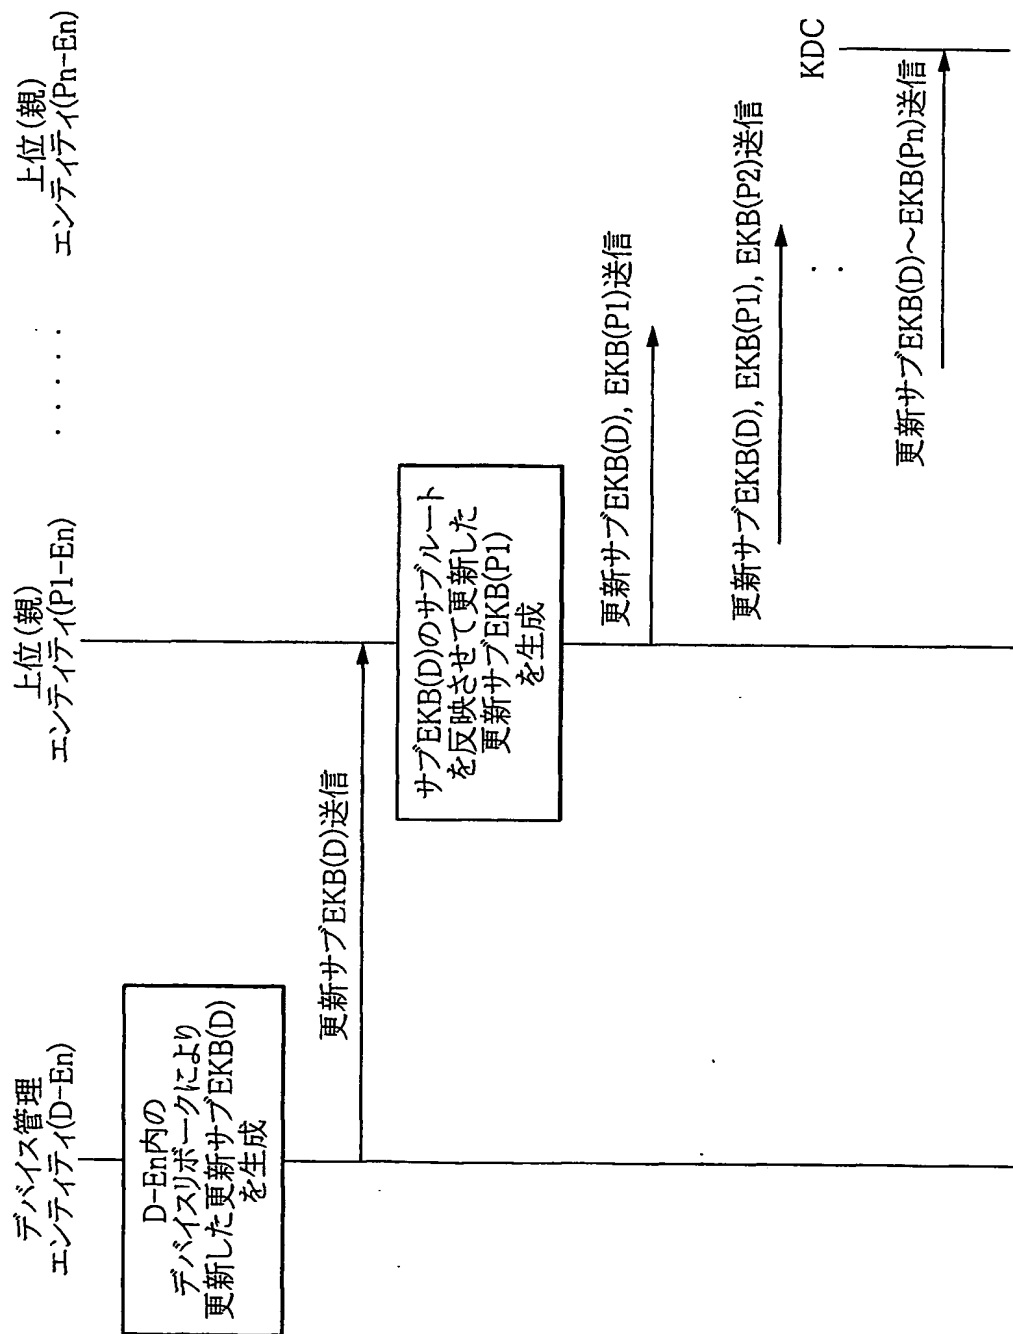 デバイス管理
エンティティ(D-En)
上位(親)
エンティティ(P1-En)
. . . . .
上位(親)
エンティティ(Pn-En)
D-En内の
デバイスリボークにより
更新した更新サブEKB(D)
を生成
更新サブEKB(D)送信
サブEKB(D)のサブルート
を反映させて更新した
更新サブEKB(P1)
を生成
更新サブEKB(D), EKB(P1)送信
更新サブEKB(D), EKB(P1), EKB(P2)送信
. .
KDC
更新サブEKB(D)～EKB(Pn)送信